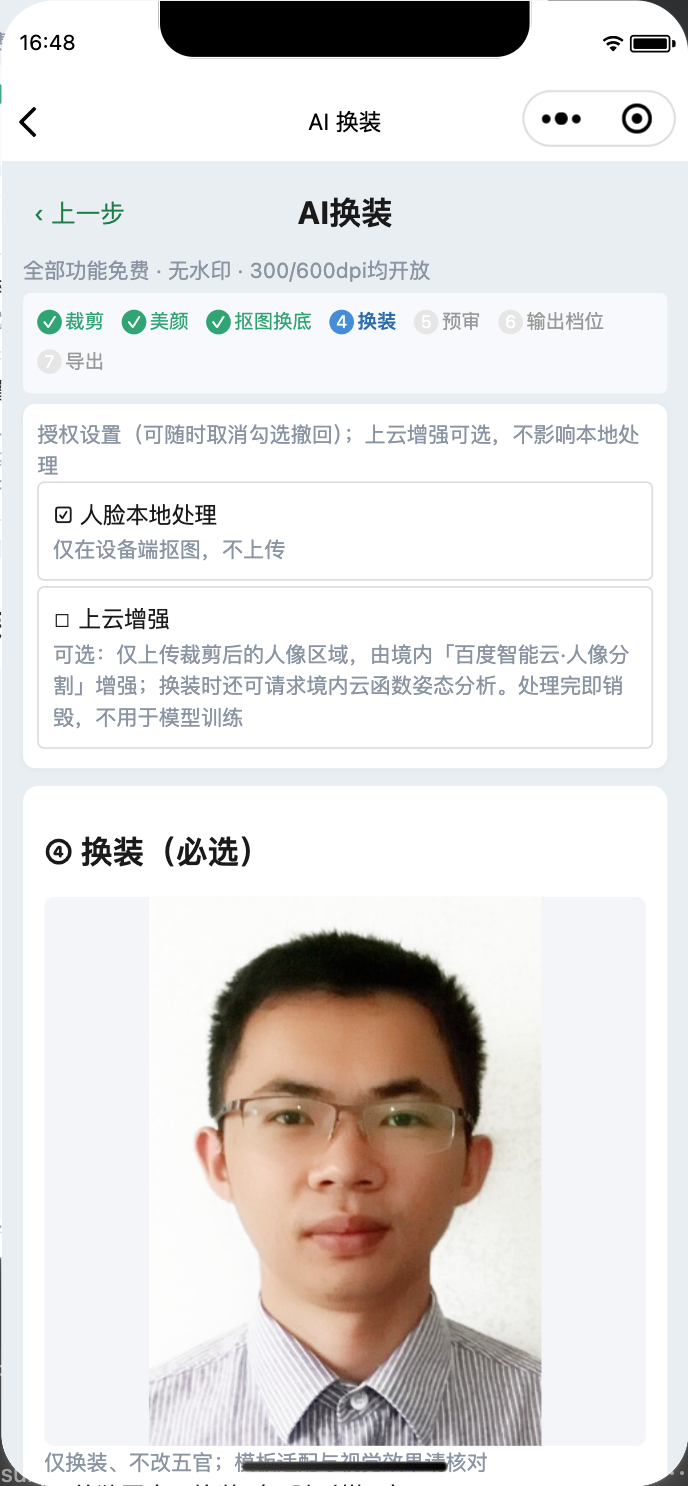 16:48
AI 换装
‹ 上一步
AI换装
全部功能免费 · 无水印 · 300/600dpi均开放
裁剪 美颜 抠图换底 4 换装 5 预审 6 输出档位
7 导出
授权设置（可随时取消勾选撤回）；上云增强可选，不影响本地处
理
人脸本地处理
仅在设备端抠图，不上传
上云增强
可选：仅上传裁剪后的人像区域，由境内「百度智能云·人像分
割」增强；换装时还可请求境内云函数姿态分析。处理完即销
毁，不用于模型训练
④ 换装（必选）
仅换装、不改五官；模板适配与视觉效果请核对